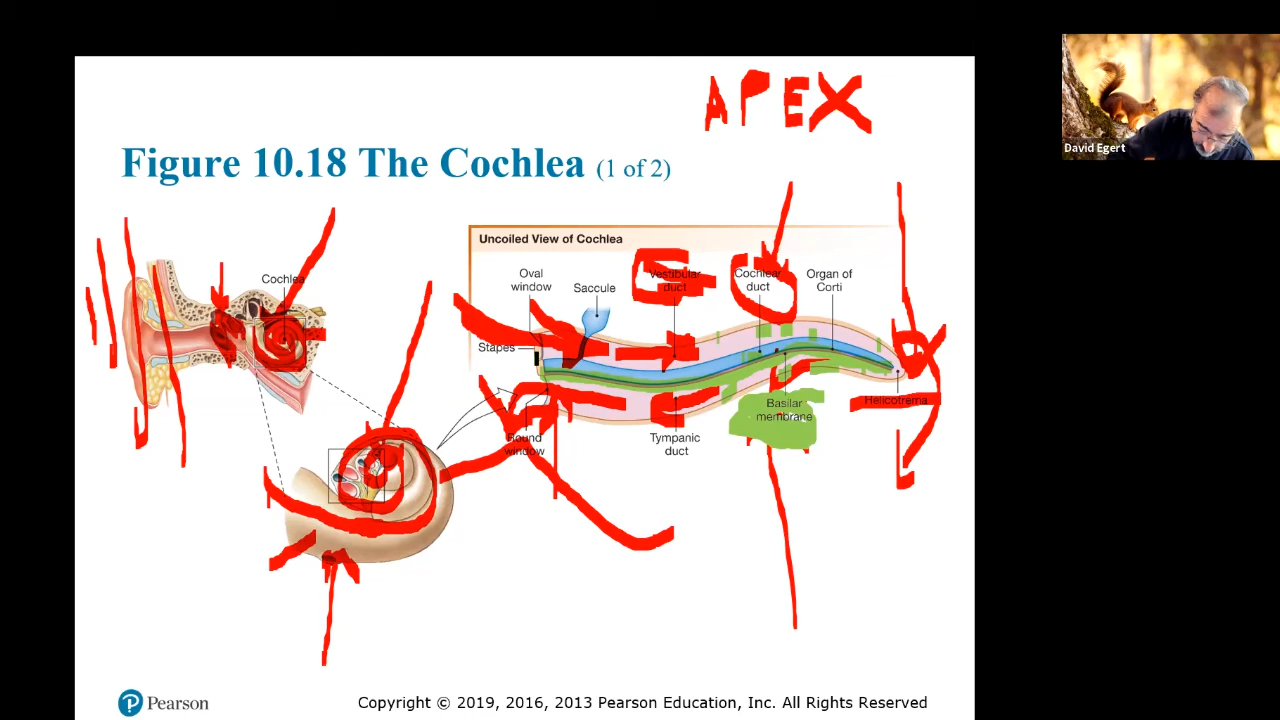 APEX
David Egert
Figure 10.18 The Cochlea (1 of 2)
Uncoiled View of Cochlea
Cochlea
Oval
window
Saccule
Vestibular
duct
Cochlear
duct
Organ of
Corti
Stapes
Round
window
Tympanic
duct
Basilar
membrane
Helicotrema
Pearson
Copyright © 2019, 2016, 2013 Pearson Education, Inc. All Rights Reserved